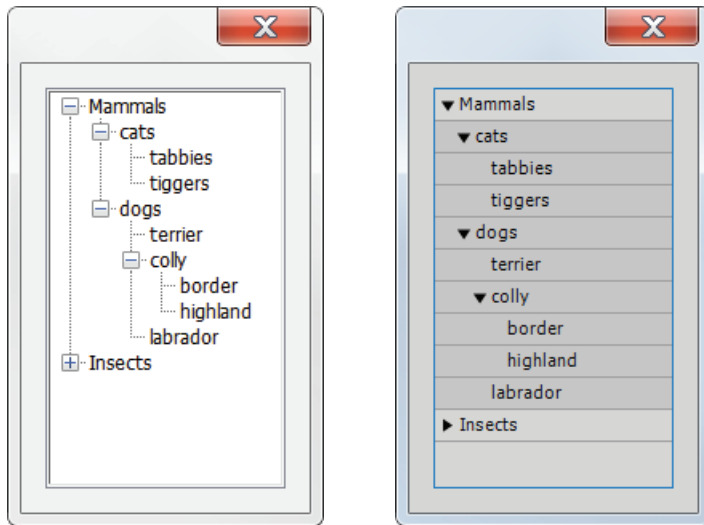 Mammals
cats
tabbies
tiggers
dogs
terrier
colly
border
highland
labrador
Insects
Mammals
cats
tabbies
tiggers
dogs
terrier
colly
border
highland
labrador
Insects